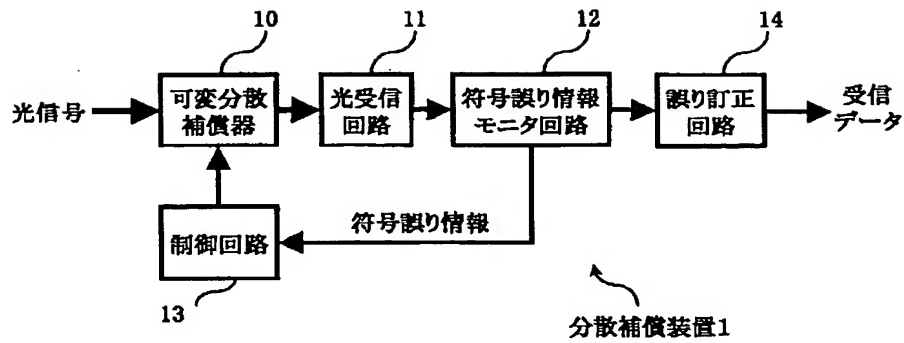 10
11
12
14
光信号
可変分散
補償器
光受信
回路
符号誤り情報
モニタ回路
誤り訂正
回路
受信
データ
制御回路
符号誤り情報
13
分散補償装置1